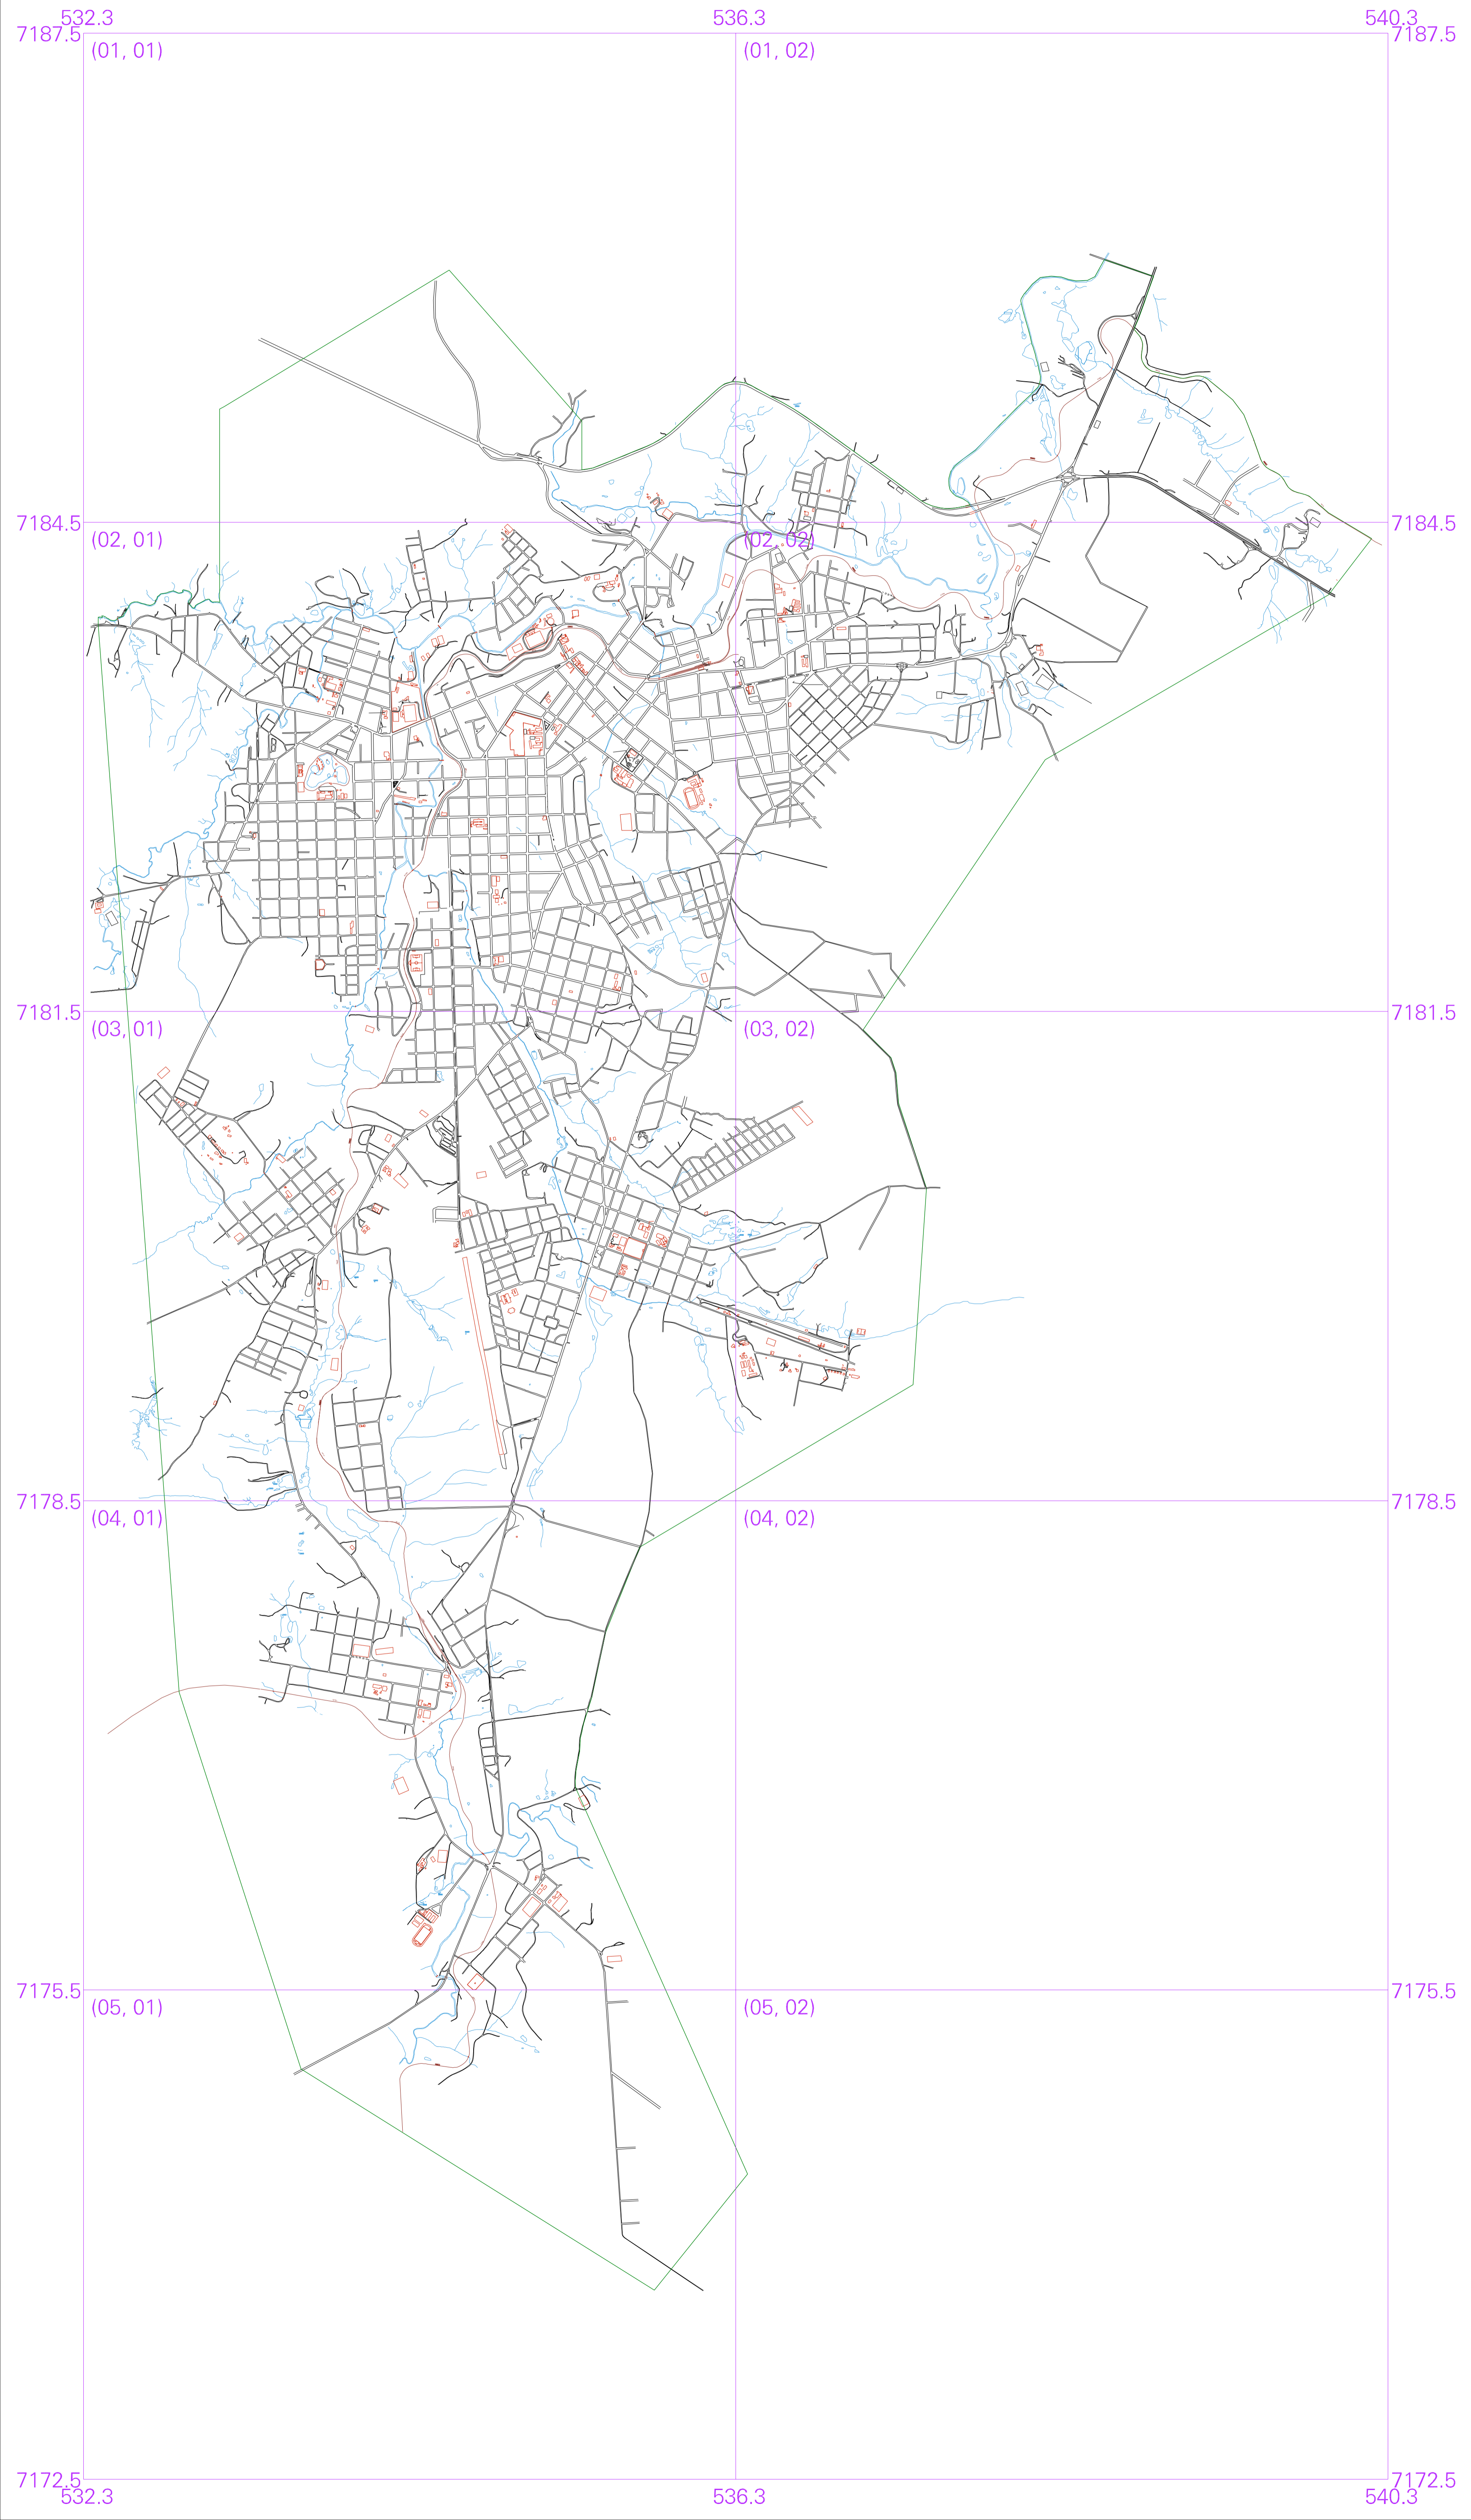 532.3 536.3 540.3
7187.5 7187.5
(01, 01) (01, 02)
7184.5 7184.5
(02, 01) (02, 02)
7181.5 7181.5
(03, 01) (03, 02)
7178.5 7178.5
(04, 01) (04, 02)
7175.5 7175.5
(05, 01) (05, 02)
7172.5 7172.5
532.3 536.3 540.3